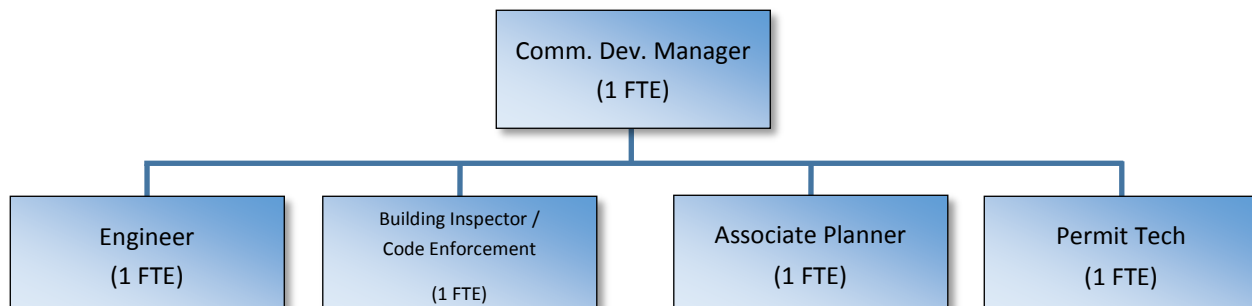 Comm. Dev. Manager
(1 FTE)
Engineer
(1 FTE)
Building Inspector /
Code Enforcement
(1 FTE)
Associate Planner
(1 FTE)
Permit Tech
(1 FTE)